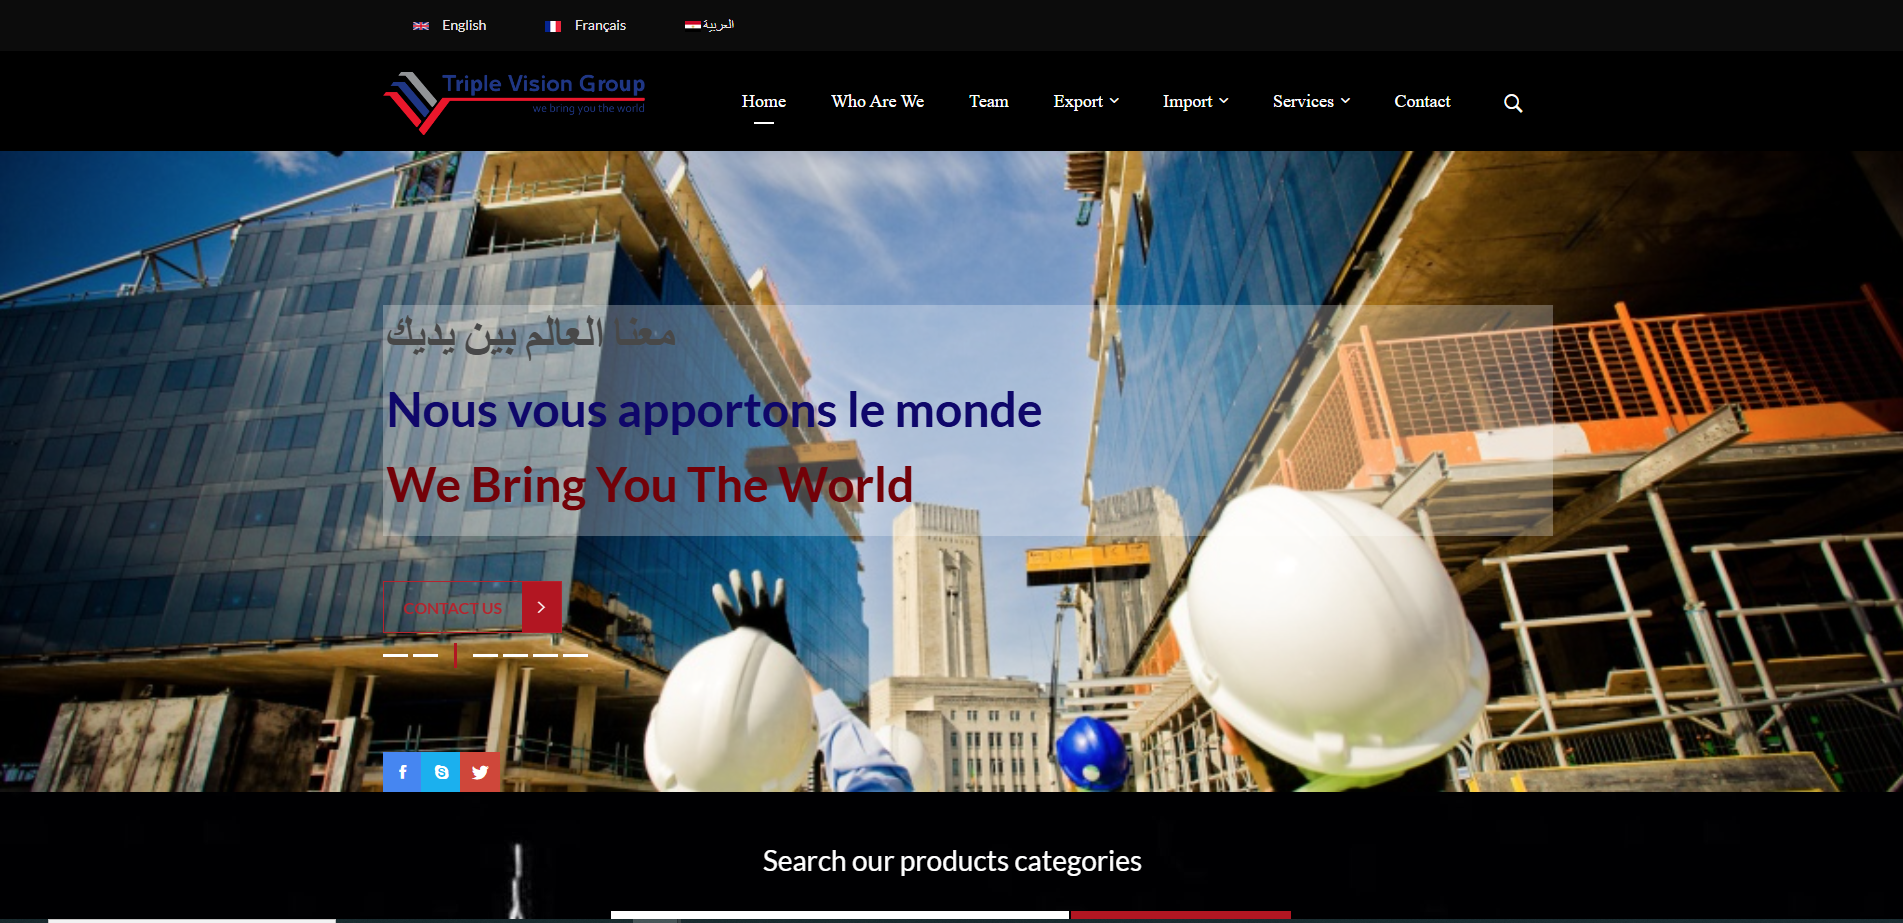 English
Français
العربية
Triple Vision Group
we bring you the world
Home
Who Are We
Team
Export
Import
Services
Contact
معنا العالم بين يديك
Nous vous apportons le monde
We Bring You The World
CONTACT US
Search our products categories